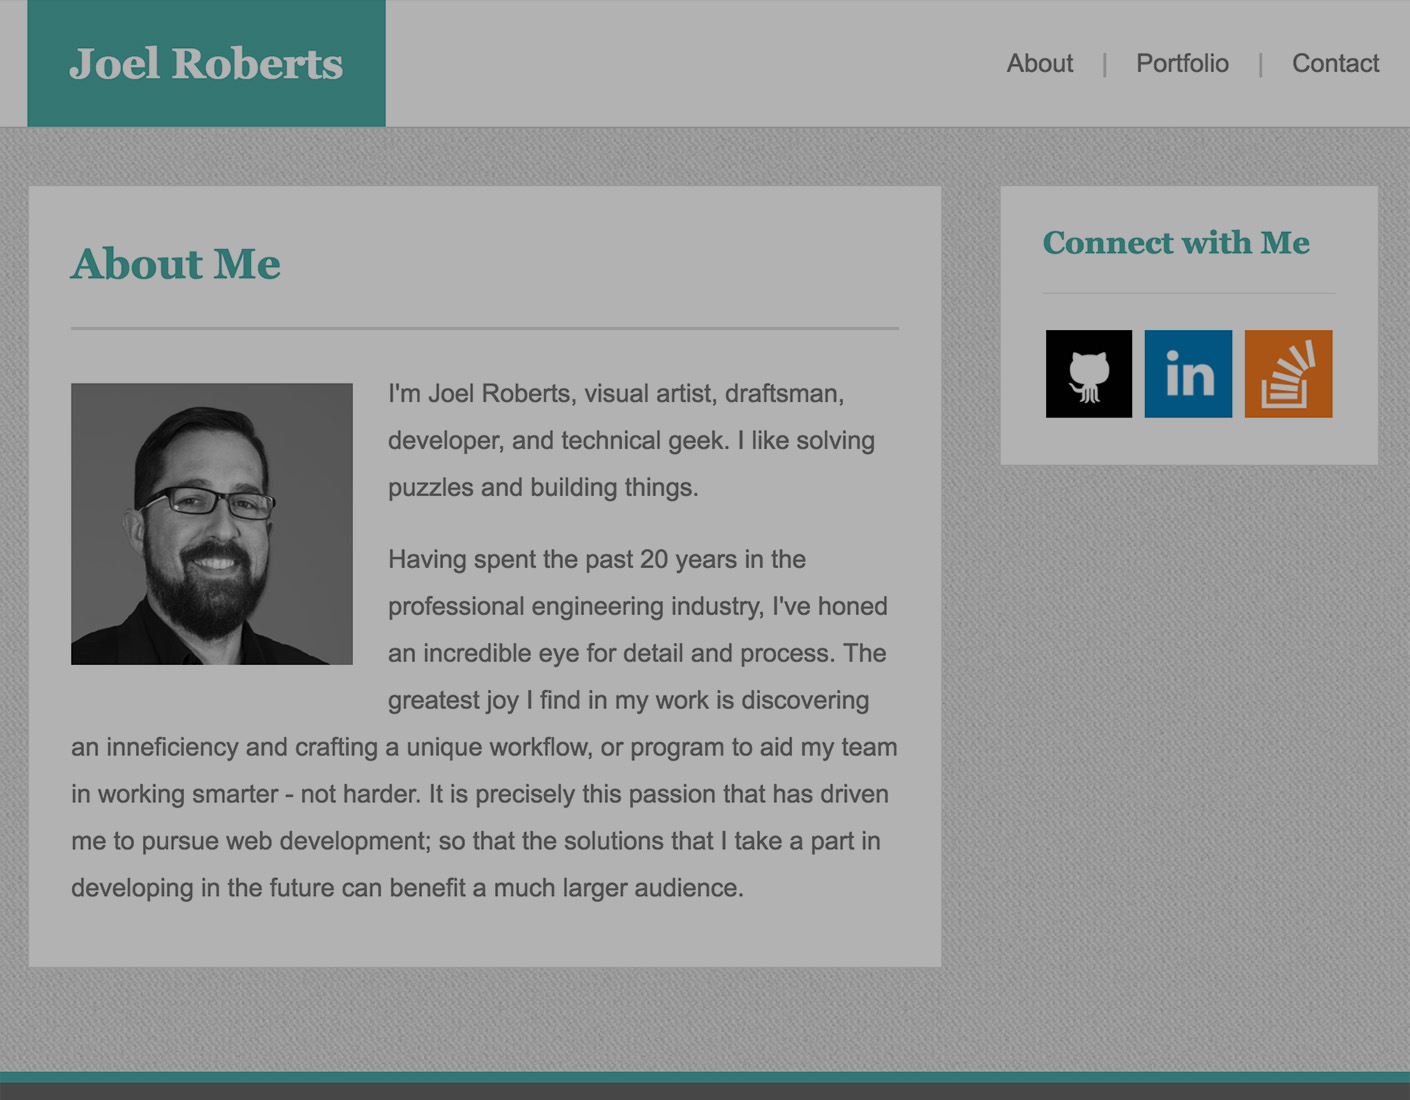 Joel Roberts
About | Portfolio | Contact
About Me
I'm Joel Roberts, visual artist, draftsman,
developer, and technical geek. I like solving
puzzles and building things.
Having spent the past 20 years in the
professional engineering industry, I've honed
an incredible eye for detail and process. The
greatest joy I find in my work is discovering
an inneficiency and crafting a unique workflow, or program to aid my team
in working smarter - not harder. It is precisely this passion that has driven
me to pursue web development; so that the solutions that I take a part in
developing in the future can benefit a much larger audience.
Connect with Me
in